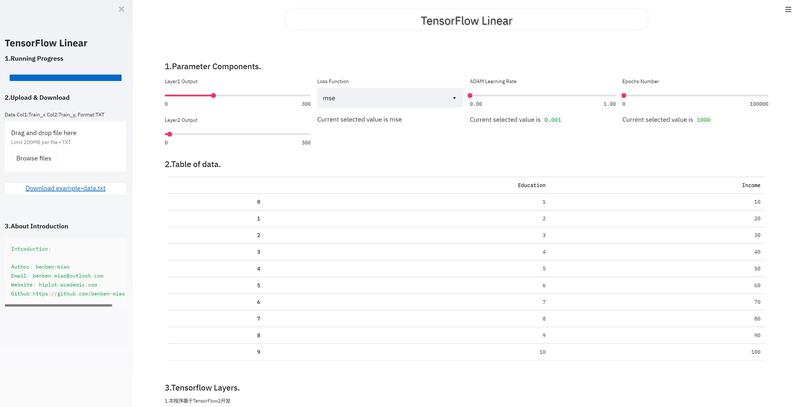 TensorFlow Linear
1.Running Progress
2.Upload & Download
Data Col1:Train_x Col2:Train_y, Format:TXT
Drag and drop file here
Limit 200MB per file • TXT
Browse files
Download example-data.txt
3.About Introduction
Introduction:
Author: benben-miao
Email: benben.miao@outlook.com
Website: hiplot-academic.com
Github:https://github.com/benben-miao
TensorFlow Linear
1.Parameter Components.
Layer1 Output
0 300
Loss Function
mse
Current selected value is mse
ADAM Learning Rate
0.00 1.00
Current selected value is 0.001
Epochs Number
0 100000
Current selected value is 1000
Layer2 Output
0 300
2.Table of data.
Education Income
0 1 10
1 2 20
2 3 30
3 4 40
4 5 50
5 6 60
6 7 70
7 8 80
8 9 90
9 10 100
3.Tensorflow Layers.
1.本程序基于TensorFlow2开发